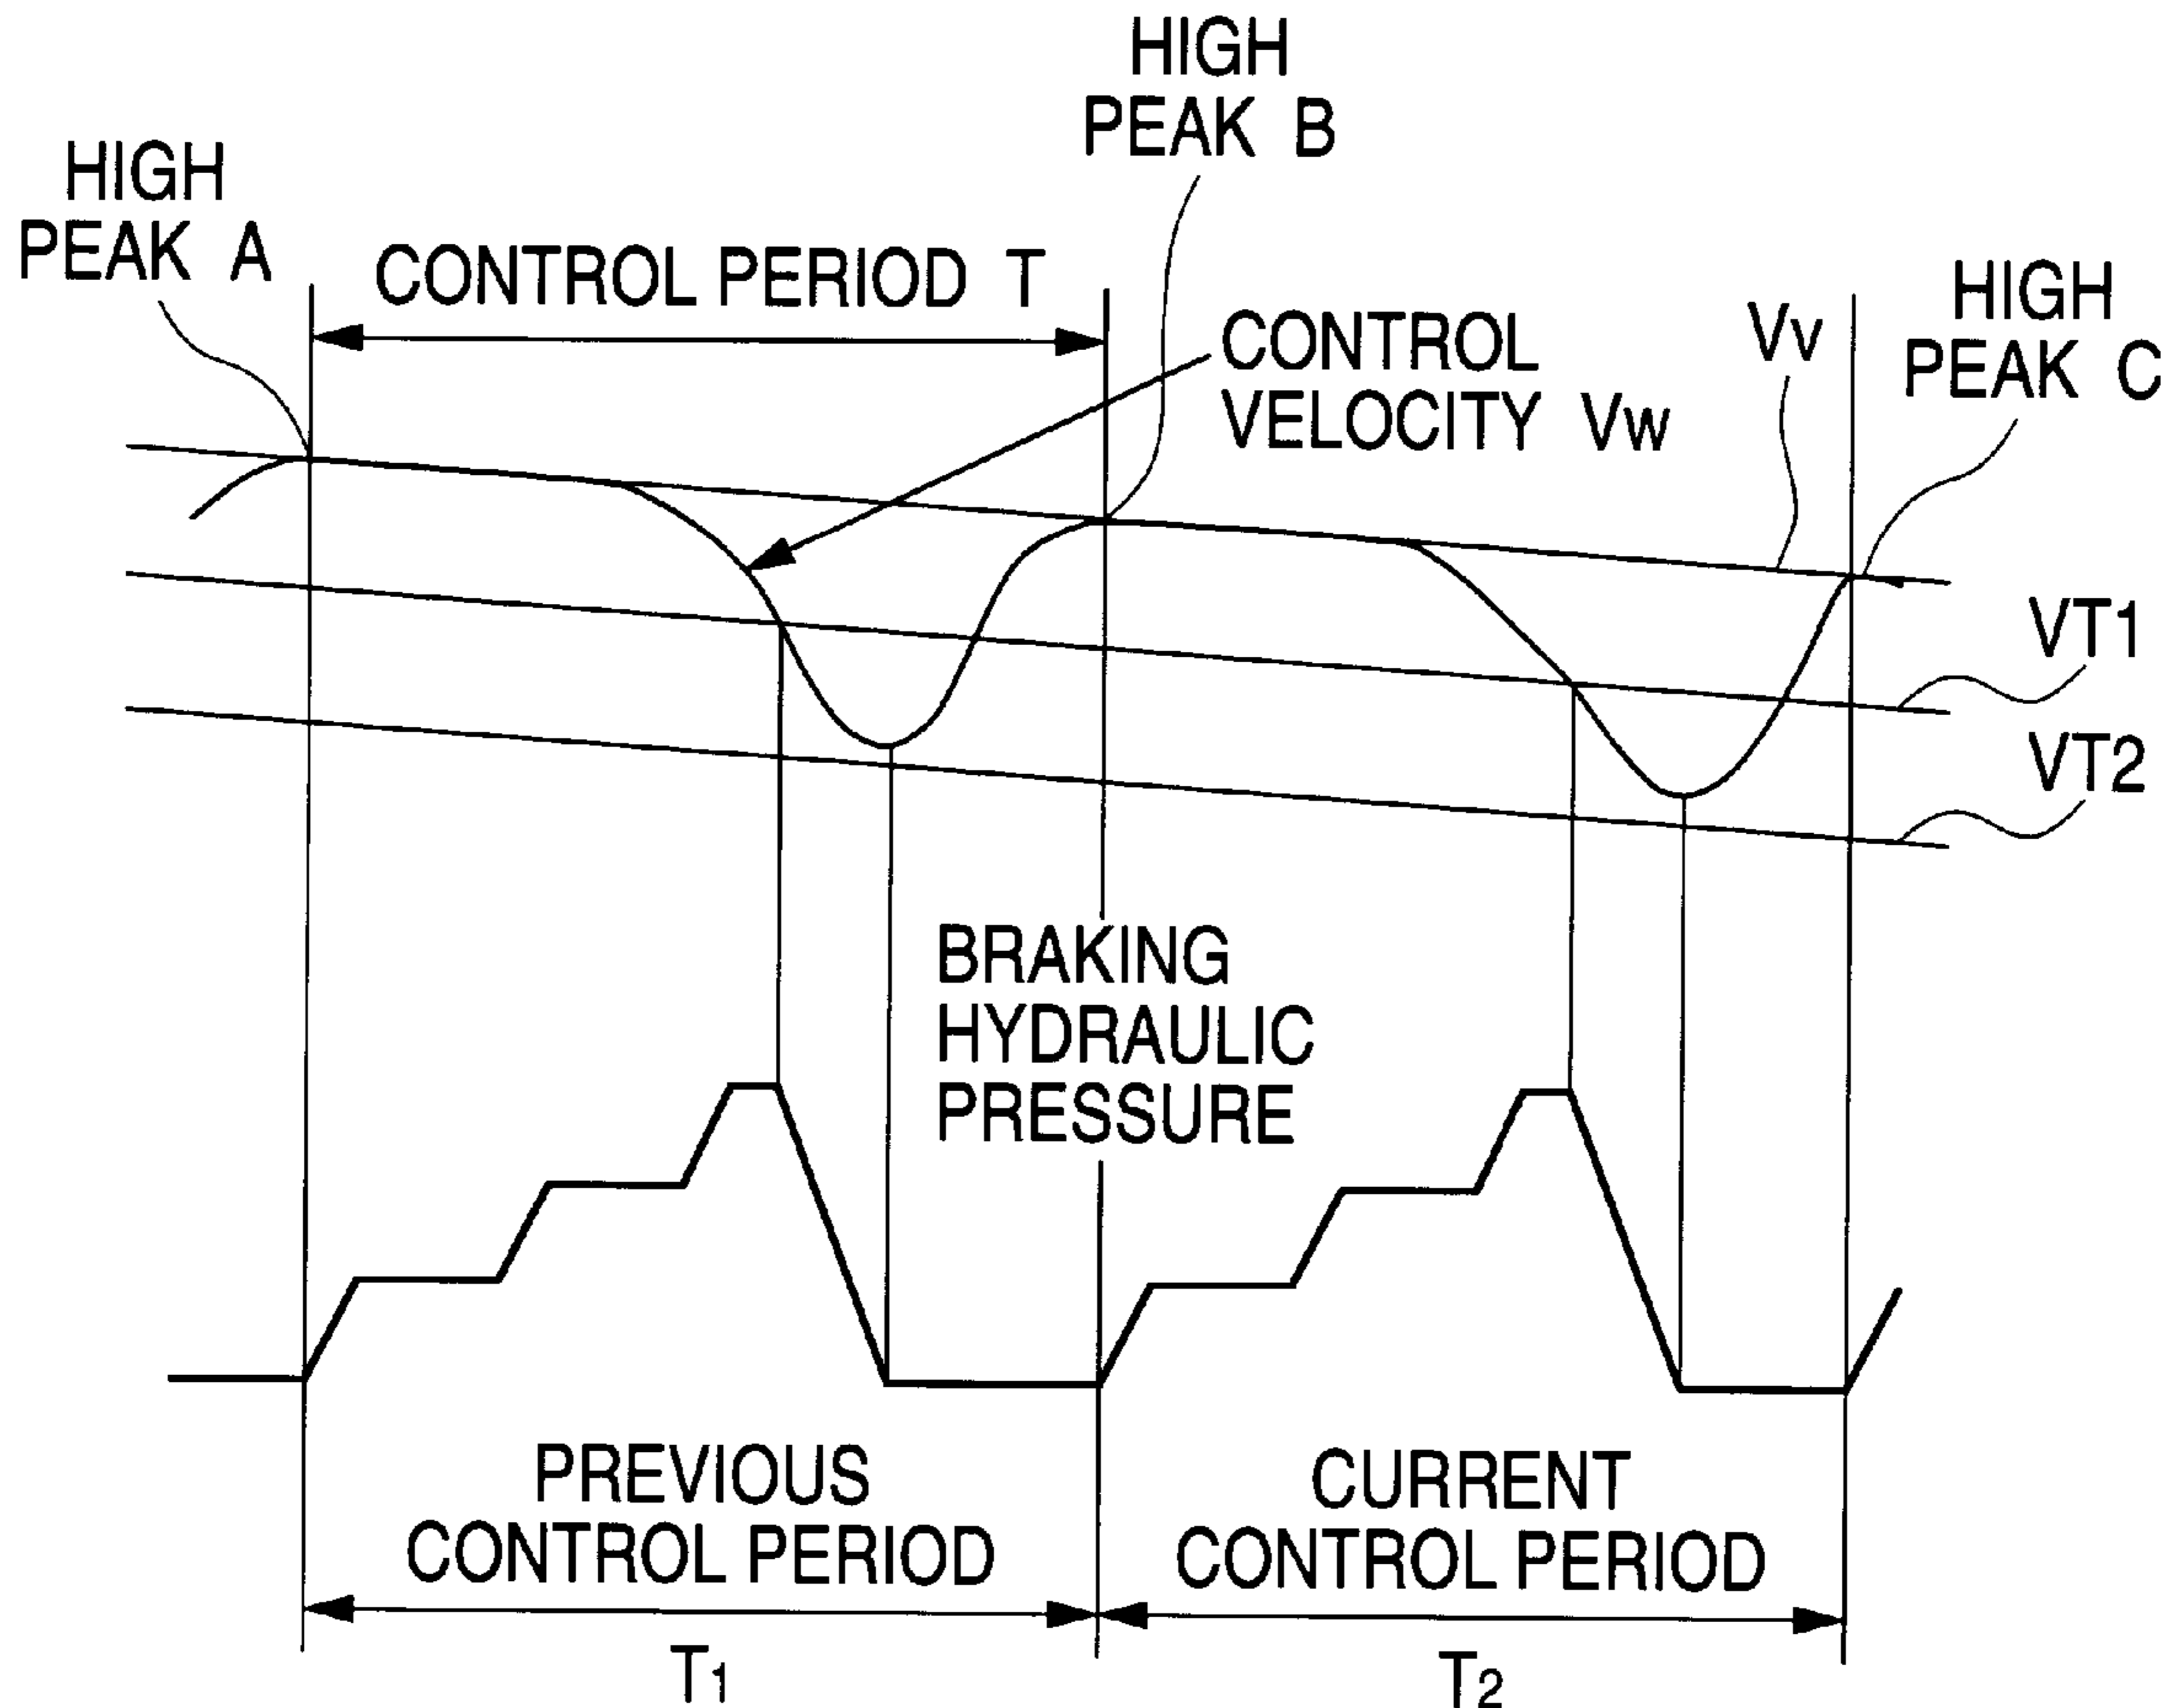 HIGH
PEAK B
HIGH
PEAK A
CONTROL PERIOD T
CONTROL
VELOCITY Vw
Vv
HIGH
PEAK C
VT1
VT2
BRAKING
HYDRAULIC
PRESSURE
PREVIOUS
CONTROL PERIOD
CURRENT
CONTROL PERIOD
T1
T2